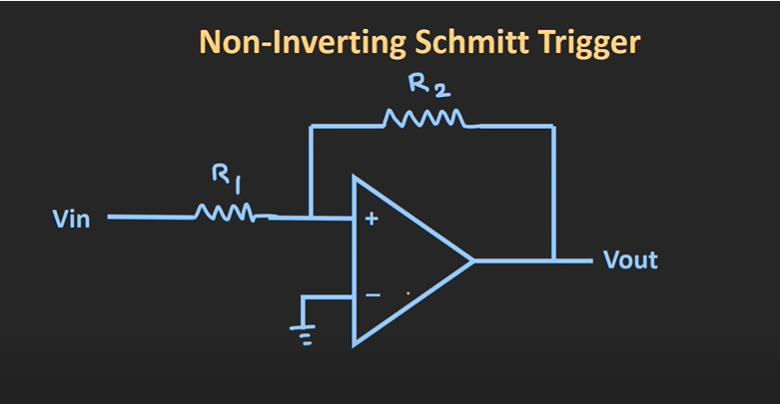 Non-Inverting Schmitt Trigger
R2
R1
Vin
+
Vout
−